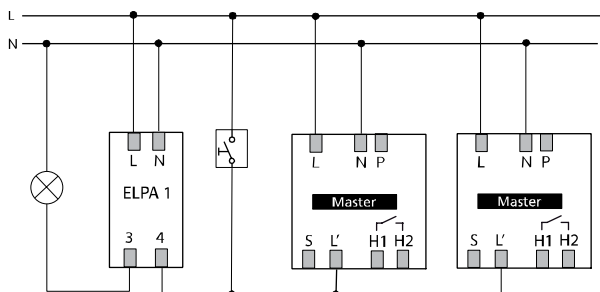 L
N
L N L N P L N P
ELPA 1
Master Master
3 4 S L' H1 H2 S L' H1 H2